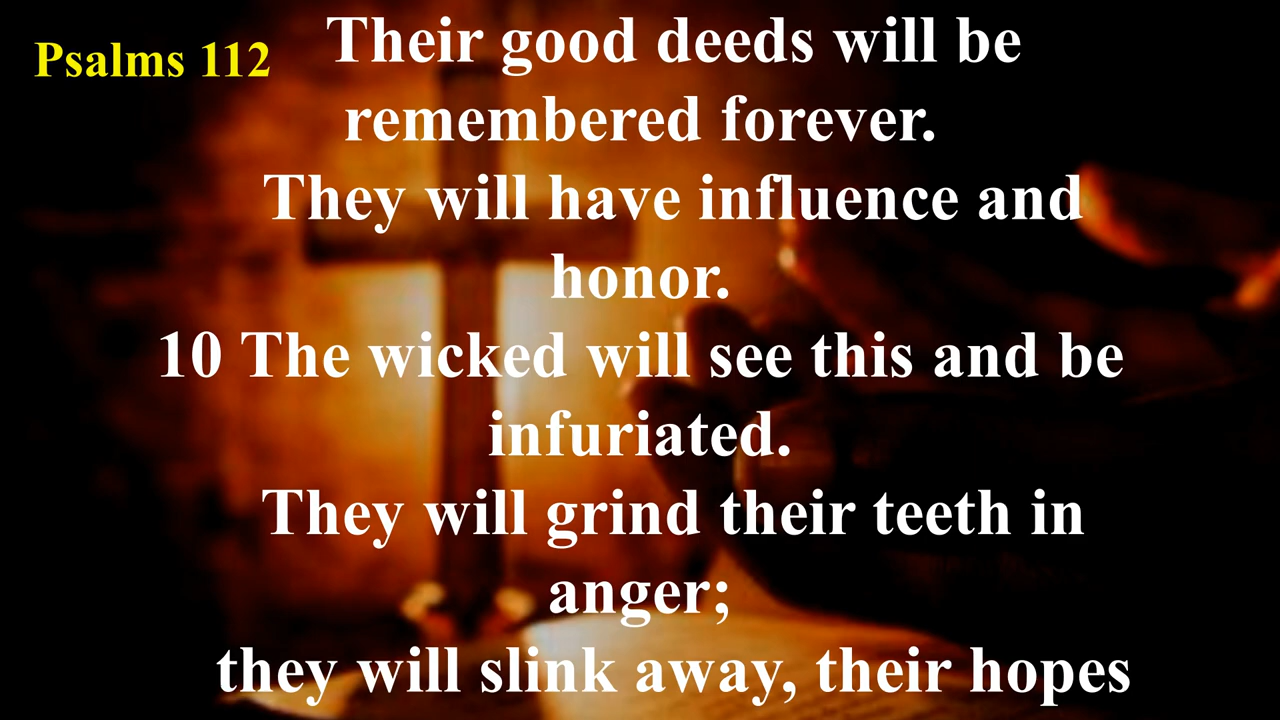 Psalms 112
Their good deeds will be
remembered forever.
They will have influence and
honor.
10 The wicked will see this and be
infuriated.
They will grind their teeth in
anger;
they will slink away, their hopes